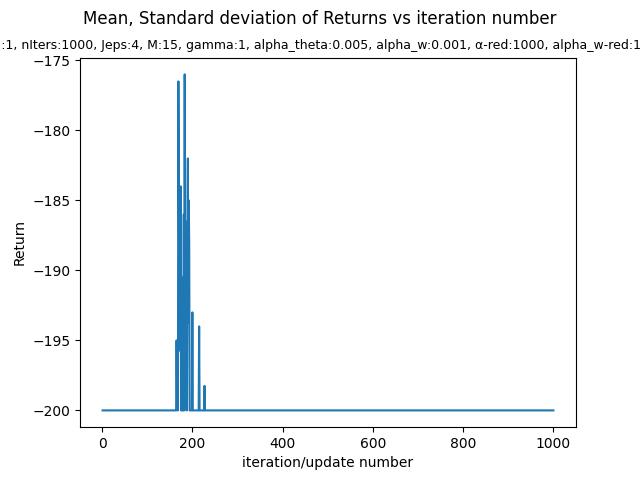 Mean, Standard deviation of Returns vs iteration number
:1, nIters:1000, Jeps:4, M:15, gamma:1, alpha_theta:0.005, alpha_w:0.001, α-red:1000, alpha_w-red:1
−175
−180
−185
−190
−195
−200
Return
0 200 400 600 800 1000
iteration/update number